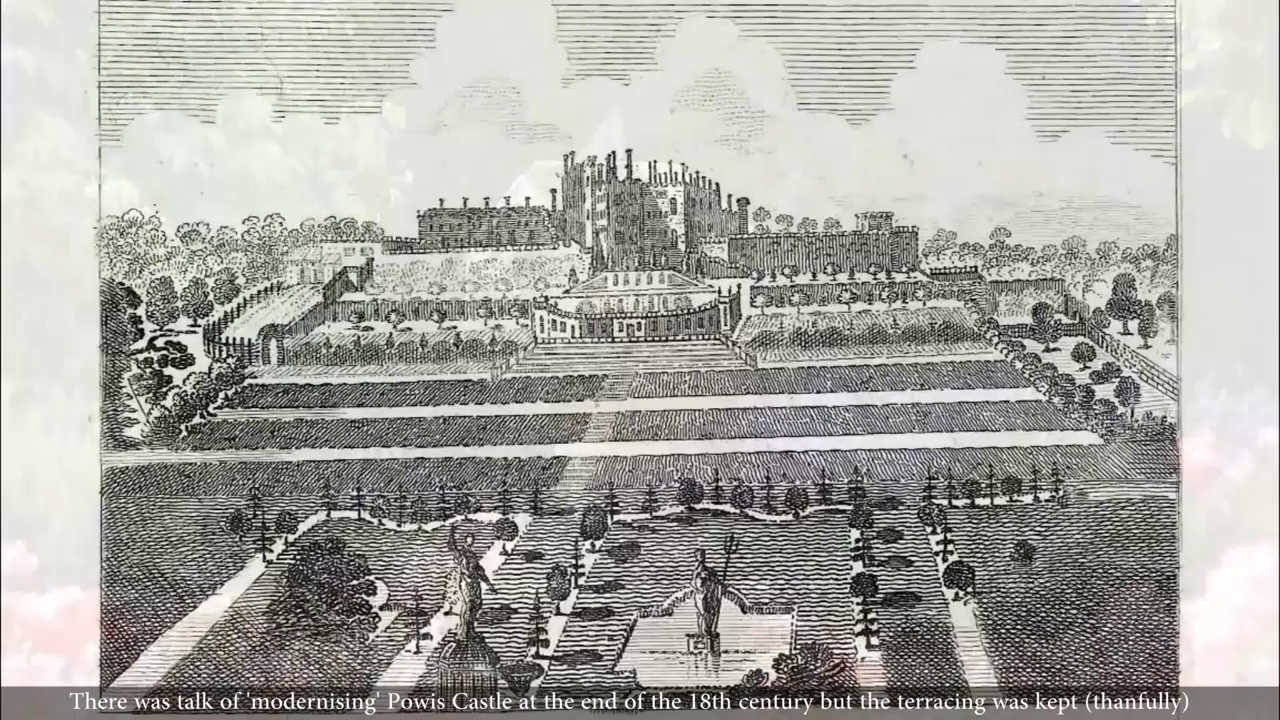 There was talk of 'modernising' Powis Castle at the end of the 18th century but the terracing was kept (thanfully)